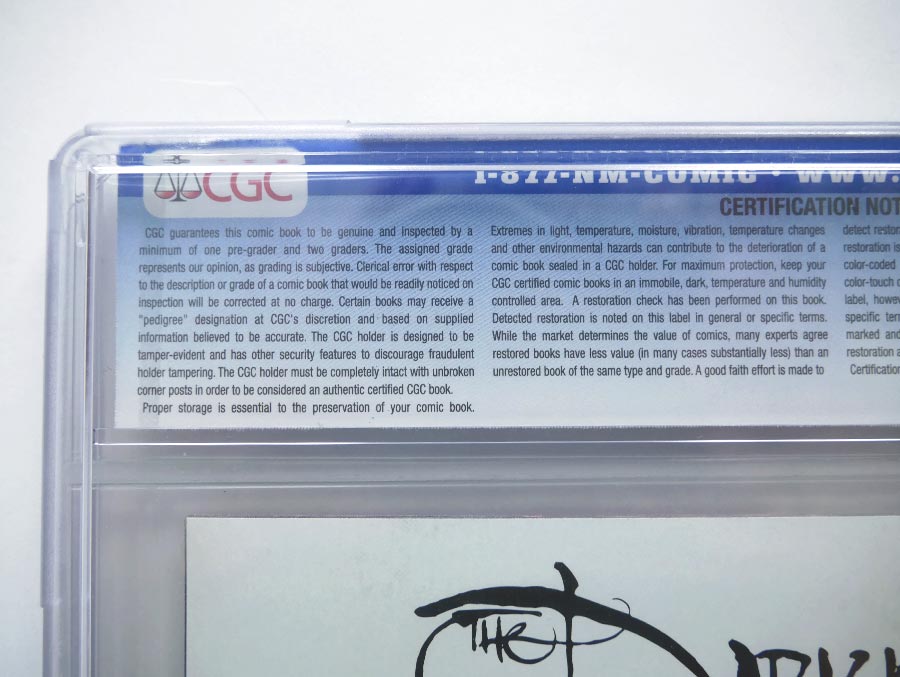 CGC
1-877-NM-COMIC • WWW.
CERTIFICATION NOT
CGC guarantees this comic book to be genuine and inspected by a
minimum of one pre-grader and two graders. The assigned grade
represents our opinion, as grading is subjective. Clerical error with respect
to the description or grade of a comic book that would be readily noticed on
inspection will be corrected at no charge. Certain books may receive a
"pedigree" designation at CGC's discretion and based on supplied
information believed to be accurate. The CGC holder is designed to be
tamper-evident and has other security features to discourage fraudulent
holder tampering. The CGC holder must be completely intact with unbroken
corner posts in order to be considered an authentic certified CGC book.
Proper storage is essential to the preservation of your comic book.
Extremes in light, temperature, moisture, vibration, temperature changes
and other environmental hazards can contribute to the deterioration of a
comic book sealed in a CGC holder. For maximum protection, keep your
CGC certified comic books in an immobile, dark, temperature and humidity
controlled area. A restoration check has been performed on this book.
Detected restoration is noted on this label in general or specific terms.
While the market determines the value of comics, many experts agree
restored books have less value (in many cases substantially less) than an
unrestored book of the same type and grade. A good faith effort is made to
detect restor
restoration is
color-coded
color-touch
label, howev
specific ter
marked and
restoration a
Certification
THE